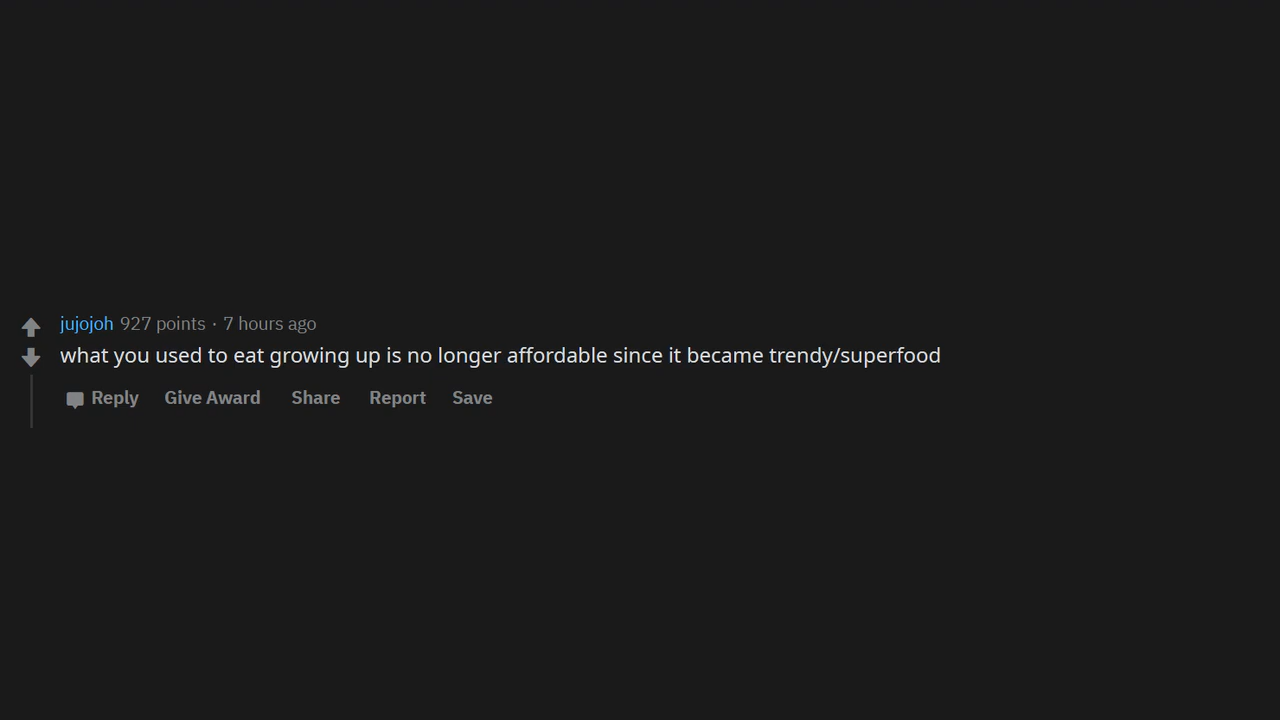 jujojoh 927 points · 7 hours ago
what you used to eat growing up is no longer affordable since it became trendy/superfood
Reply Give Award Share Report Save